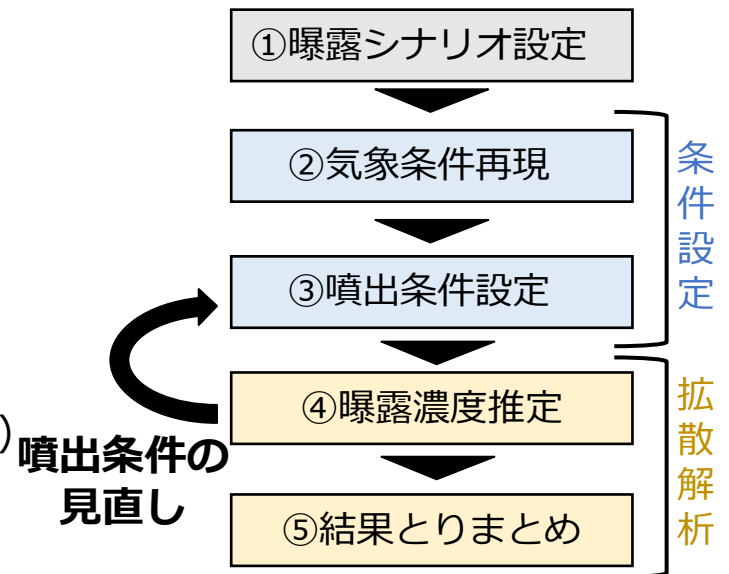 ①曝露シナリオ設定
②気象条件再現
③噴出条件設定
条件設定
④曝露濃度推定
)
噴出条件の
見直し
⑤結果とりまとめ
拡散解析